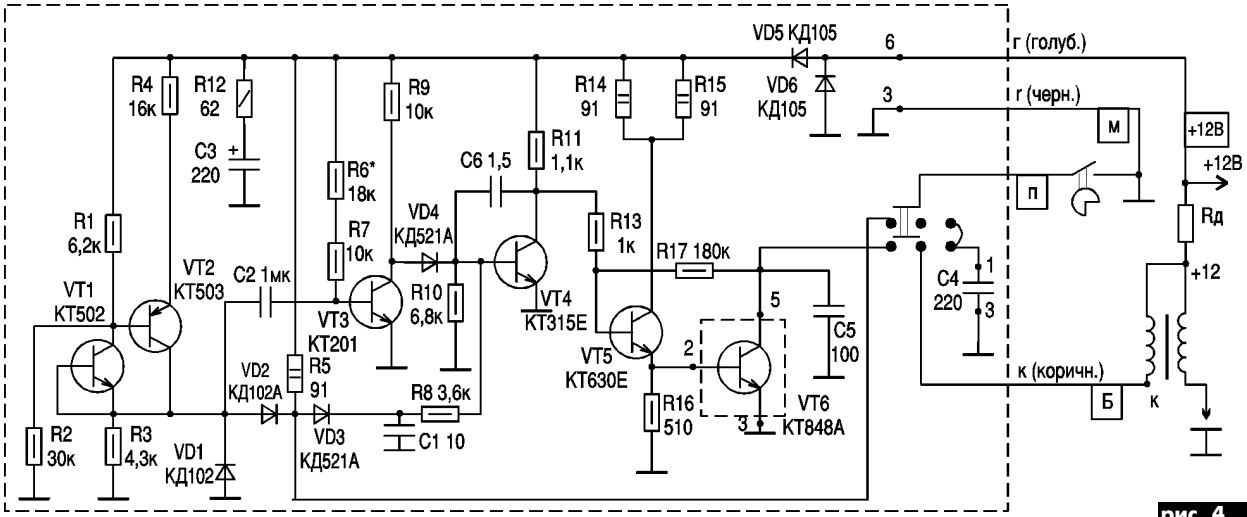 VD5 КД105
6
г (голуб.)
R4
16к
R12
62
R9
10к
R14
91
R15
91
VD6
КД105
3
г (черн.)
М
+12В
C3
220
+
R6*
18к
C6 1,5
R11
1,1к
+12В
П
R1
6,2к
VT2
КТ503
R7
10к
VD4
КД521А
R13
1к
R17 180к
Rд
VT1
КТ502
C2 1мк
R10
6,8к
VT4
КТ315Е
C4
220
1
3
+12
VT3
КТ201
5
C5
100
VD2
КД102А
R5
91
VT5
КТ630Е
2
R8 3,6к
к (коричн.)
Б
к
R2
30к
R3
4,3к
VD1
КД102
VD3
КД521А
C1 10
R16
510
3
VT6
КТ848А
рис. 4